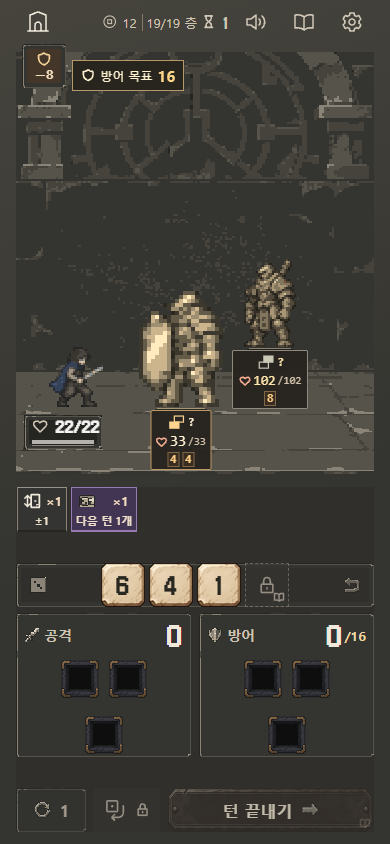 12 19/19 층 1
-8
방어 목표 16
?
102/102
8
22/22
?
33/33
4 4
×1
±1
×1
다음 턴 1개
6 4 1
공격 0
방어 0/16
1
턴 끝내기